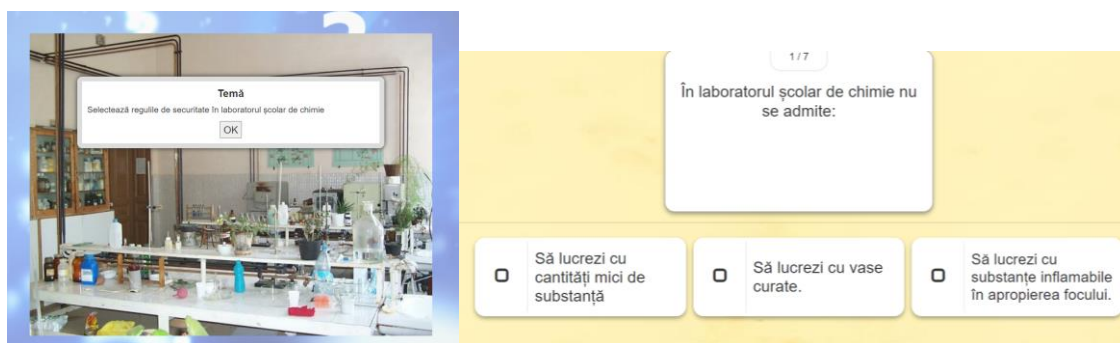 Temă
Selectează regulile de securitate în laboratorul școlar de chimie
OK
1 / 7
În laboratorul școlar de chimie nu
se admite:
Să lucrezi cu
cantități mici de
substanță
Să lucrezi cu vase
curate.
Să lucrezi cu
substanțe inflamabile
în apropierea focului.